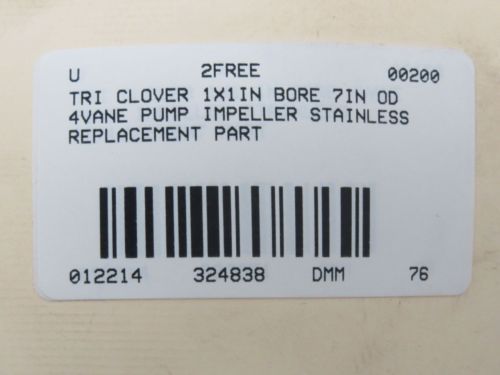 U 2FREE 00200
TRI CLOVER 1X1IN BORE 7IN OD
4VANE PUMP IMPELLER STAINLESS
REPLACEMENT PART
012214 324838 DMM 76